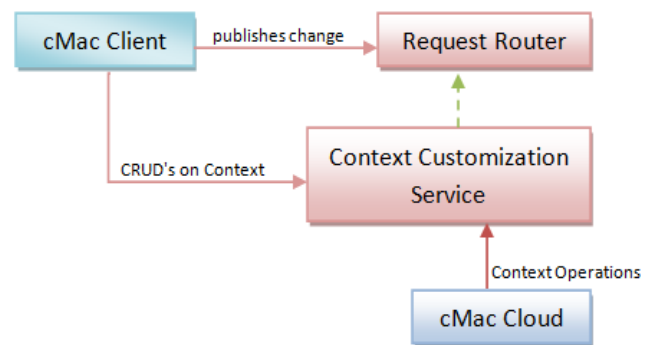 cMac Client
publishes change
Request Router
CRUD's on Context
Context Customization
Service
Context Operations
cMac Cloud